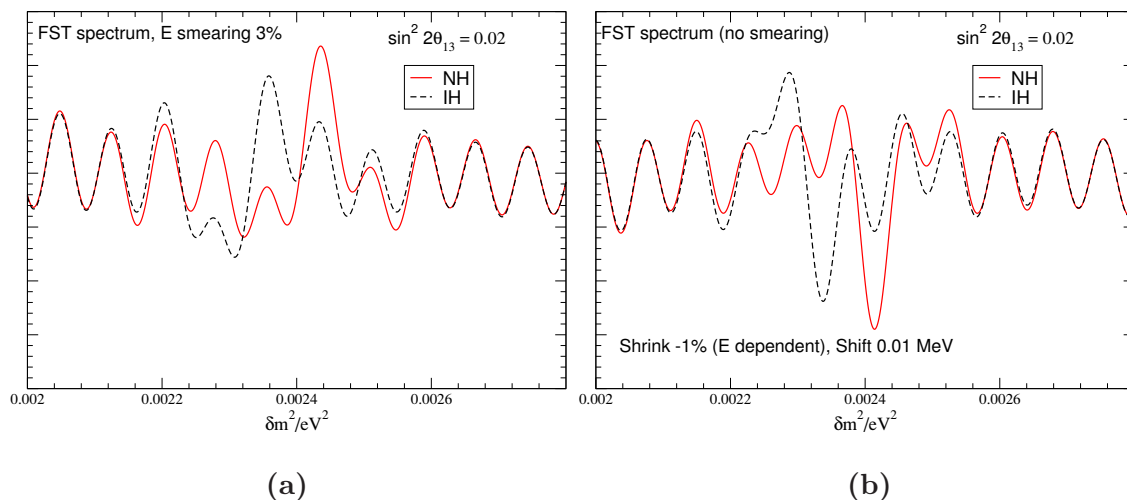 FST spectrum, E smearing 3%
sin² 2θ₁₃ = 0.02
NH
IH
0.002 0.0022 0.0024 0.0026
δm²/eV²
(a)
FST spectrum (no smearing)
sin² 2θ₁₃ = 0.02
NH
IH
Shrink -1% (E dependent), Shift 0.01 MeV
0.002 0.0022 0.0024 0.0026
δm²/eV²
(b)